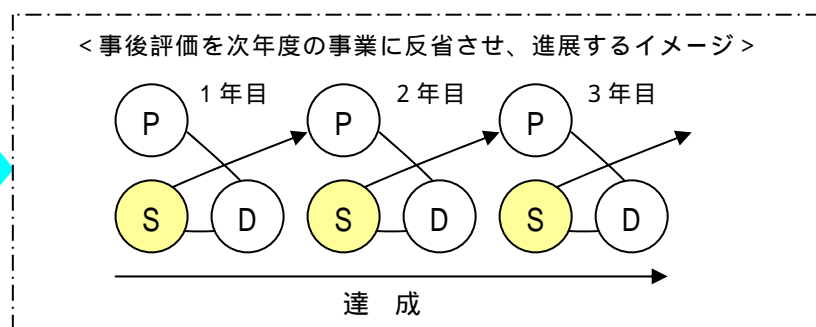 <事後評価を次年度の事業に反省させ、進展するイメージ>
1年目 2年目 3年目
P P P
S D S D S D
達 成